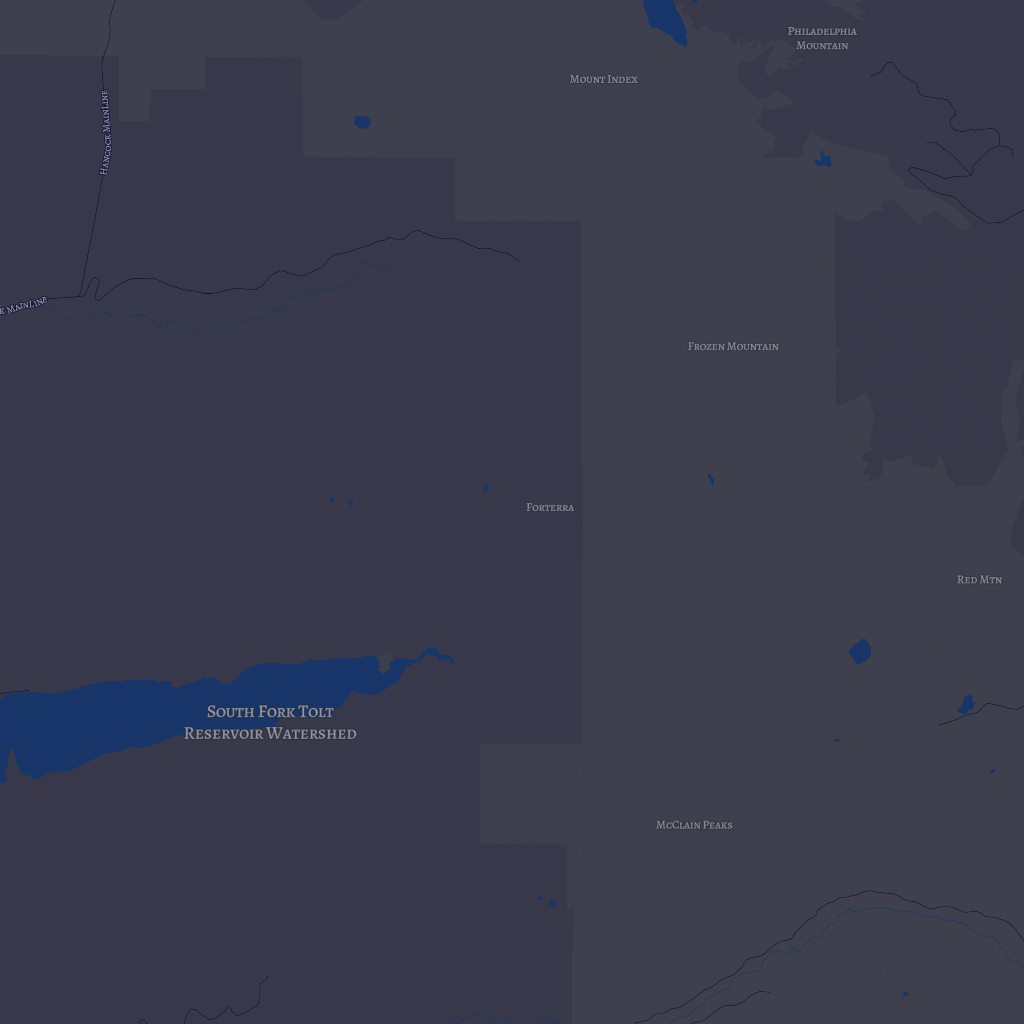 Philadelphia
Mountain
Mount Index
Hancock MainLine
k MainLine
Frozen Mountain
Forterra
Red Mtn
South Fork Tolt
Reservoir Watershed
McClain Peaks